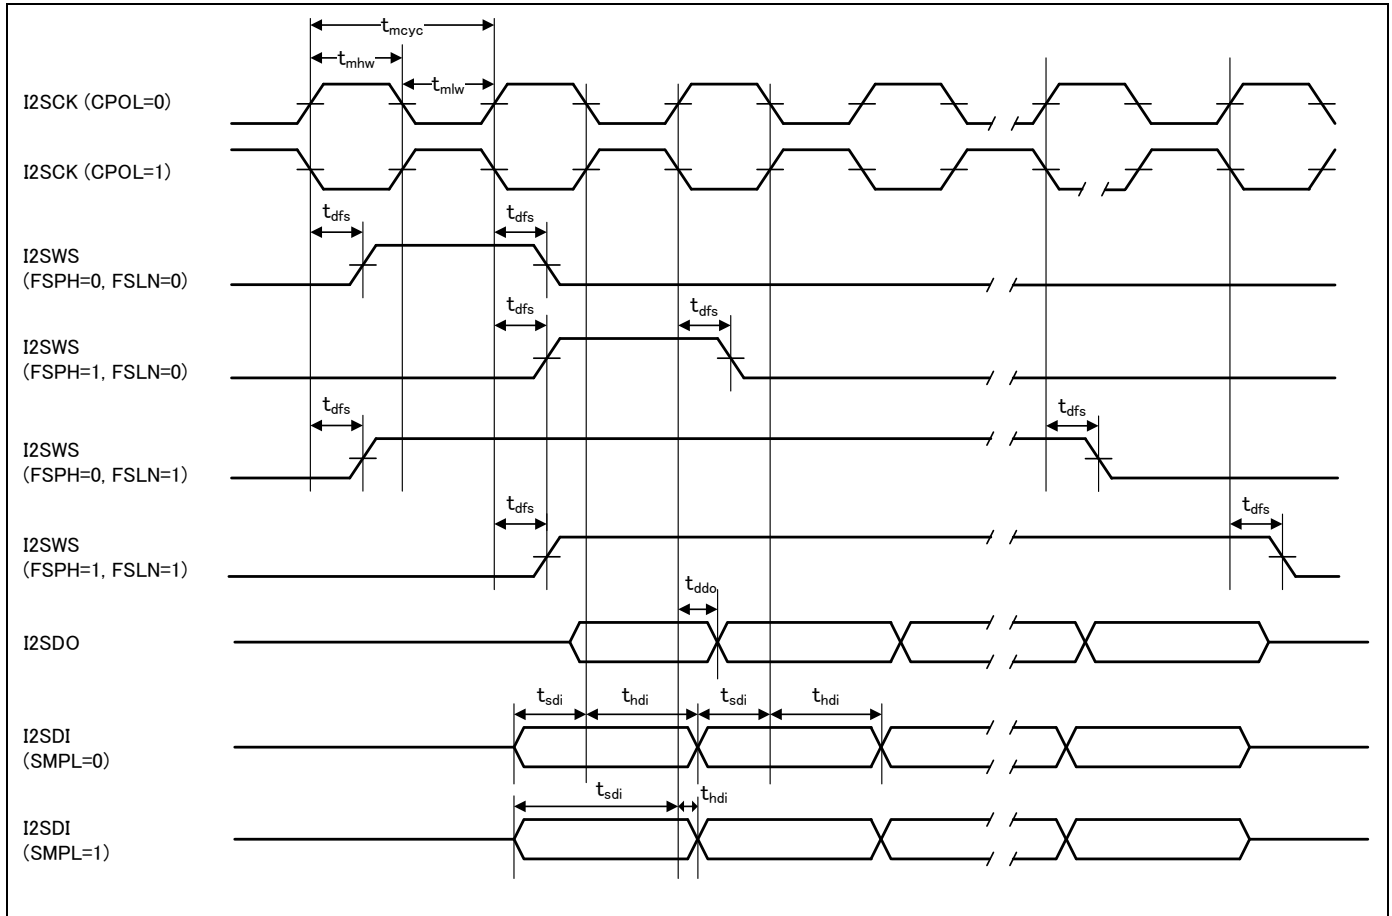 tmcyc
tmhw
tmlw
I2SCK (CPOL=0)
I2SCK (CPOL=1)
tdfs tdfs
I2SWS
(FSPH=0, FSLN=0)
tdfs tdfs
I2SWS
(FSPH=1, FSLN=0)
tdfs tdfs
I2SWS
(FSPH=0, FSLN=1)
tdfs tdfs
I2SWS
(FSPH=1, FSLN=1)
tddo
I2SDO
tsdi thdi tsdi thdi
I2SDI
(SMPL=0)
tsdi thdi
I2SDI
(SMPL=1)